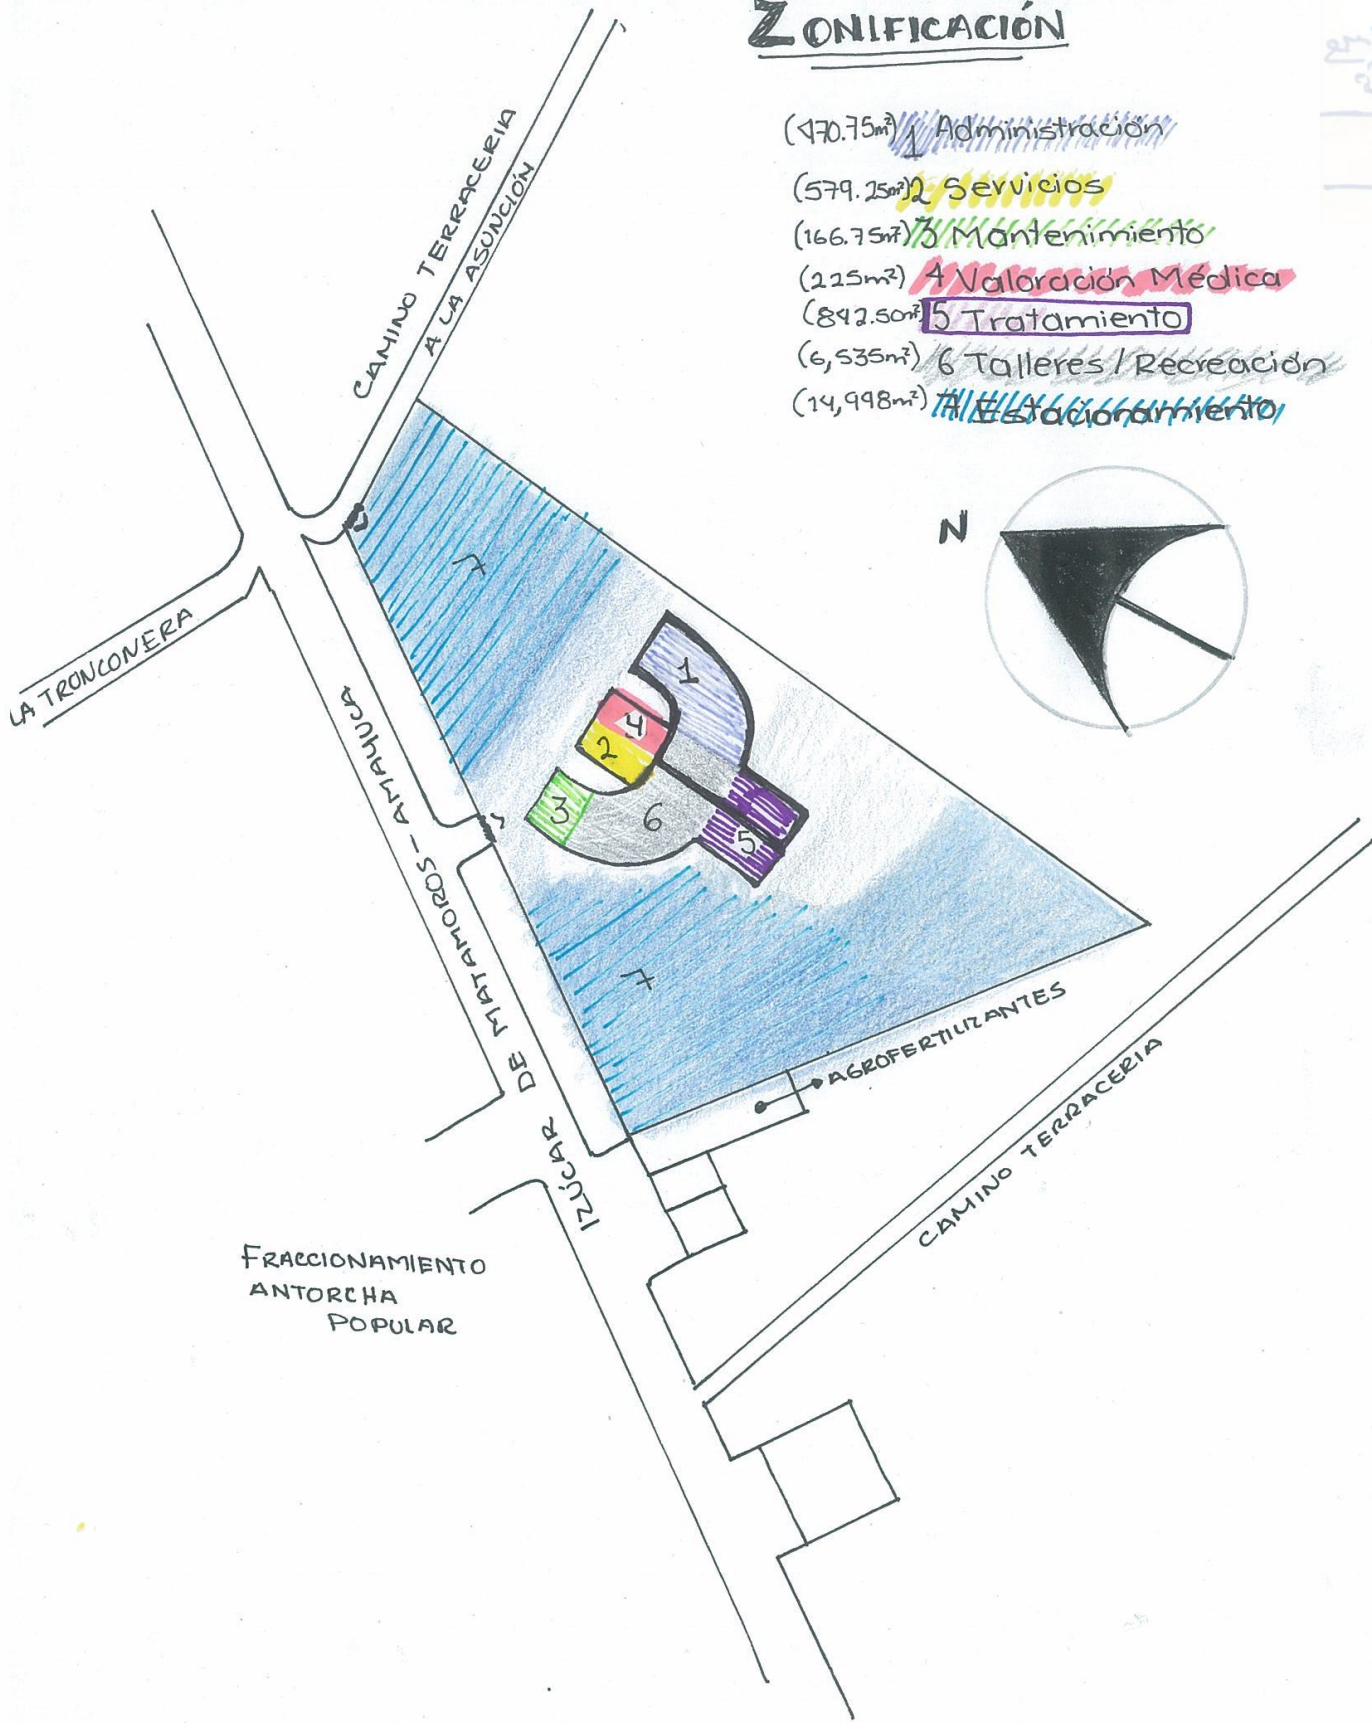 ZONIFICACIÓN
(470.75m²) 1 Administración
(579.25m²) 2 Servicios
(166.75m²) 3 Mantenimiento
(225m²) 4 Valoración Médica
(842.50m²) 5 Tratamiento
(6,535m²) 6 Talleres / Recreación
(14,998m²) 7 Estacionamiento
N
CAMINO TERRACERIA
A LA ASUNCIÓN
7
LA TRONCONERA
1
4
2
3
6
5
7
IZÚCAR DE MATAMOROS - AMAYUCA
AGROFERTILIZANTES
CAMINO TERRACERIA
FRACCIONAMIENTO
ANTORCHA
POPULAR